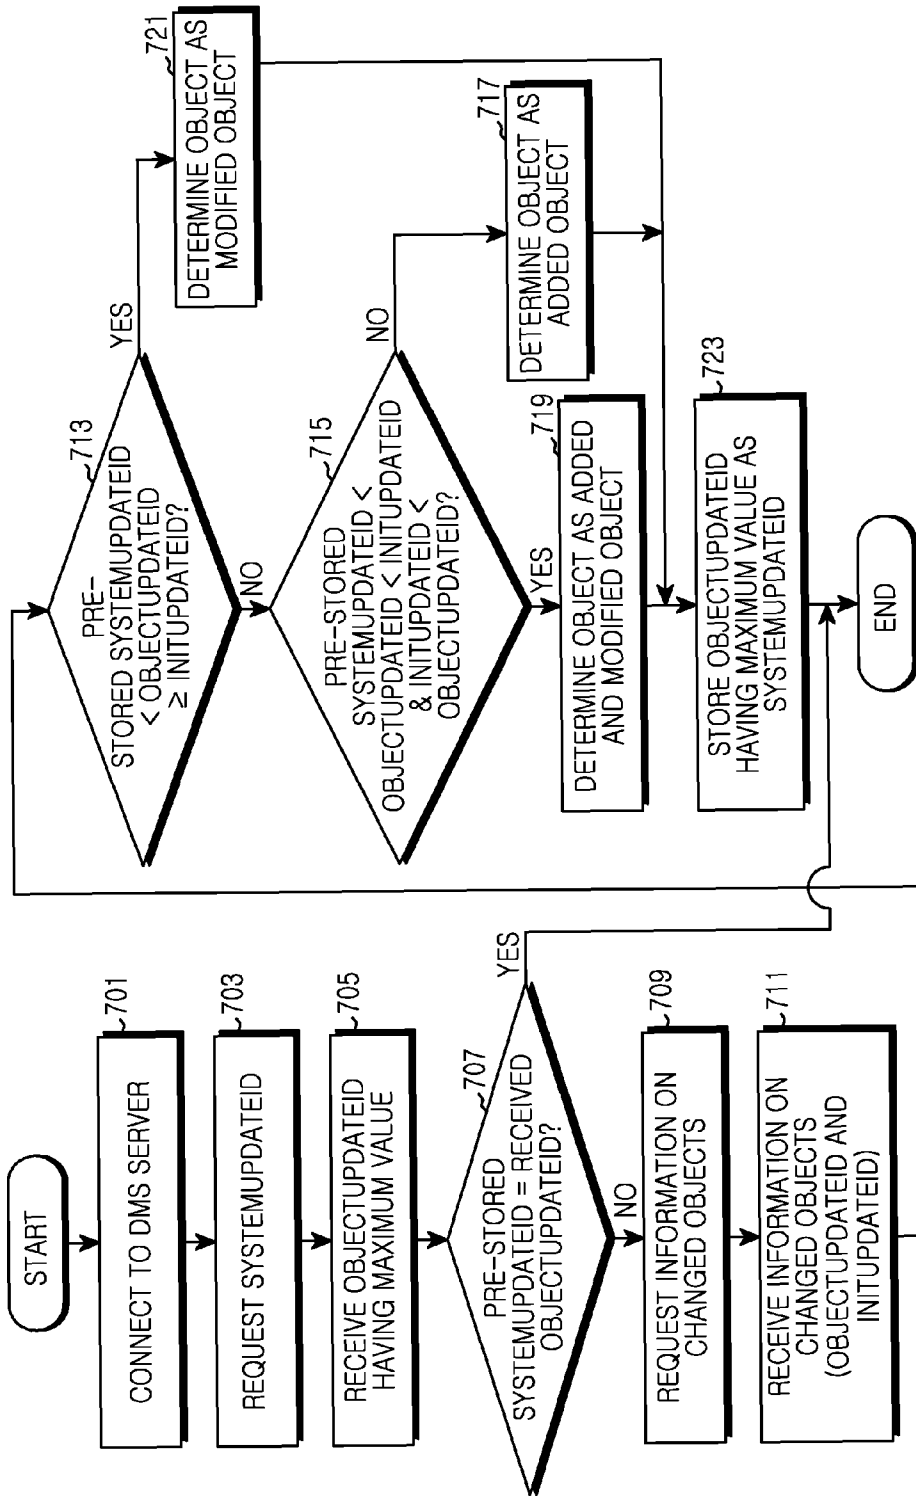 START
701
CONNECT TO DMS SERVER
703
REQUEST SYSTEMUPDATEID
705
RECEIVE OBJECTUPDATEID
HAVING MAXIMUM VALUE
707
PRE-STORED
SYSTEMUPDATEID = RECEIVED
OBJECTUPDATEID?
YES
NO
709
REQUEST INFORMATION ON
CHANGED OBJECTS
711
RECEIVE INFORMATION ON
CHANGED OBJECTS
(OBJECTUPDATEID AND
INITUPDATEID)
713
PRE-
STORED SYSTEMUPDATEID
< OBJECTUPDATEID
≥ INITUPDATEID?
YES
NO
721
DETERMINE OBJECT AS
MODIFIED OBJECT
715
PRE-STORED
SYSTEMUPDATEID <
OBJECTUPDATEID < INITUPDATEID
& INITUPDATEID <
OBJECTUPDATEID?
NO
YES
717
DETERMINE OBJECT AS
ADDED OBJECT
719
DETERMINE OBJECT AS ADDED
AND MODIFIED OBJECT
723
STORE OBJECTUPDATEID
HAVING MAXIMUM VALUE AS
SYSTEMUPDATEID
END